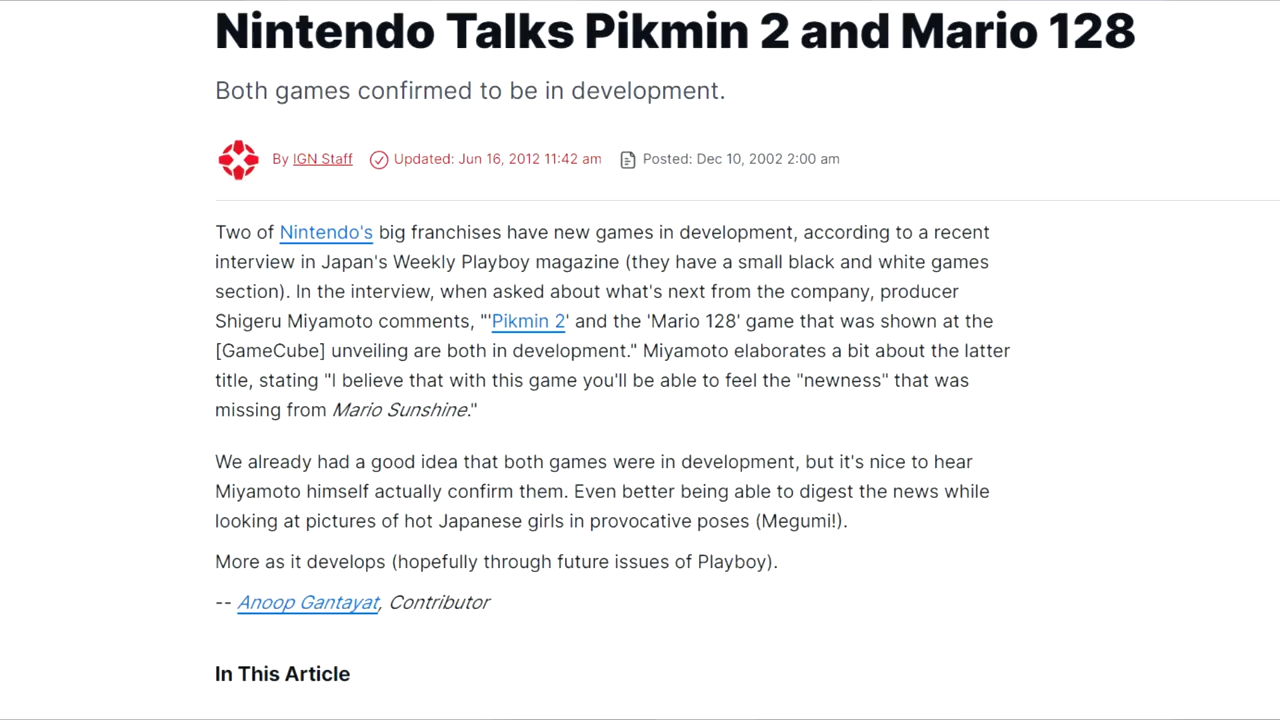 Nintendo Talks Pikmin 2 and Mario 128
Both games confirmed to be in development.
By IGN Staff Updated: Jun 16, 2012 11:42 am Posted: Dec 10, 2002 2:00 am
Two of Nintendo's big franchises have new games in development, according to a recent
interview in Japan's Weekly Playboy magazine (they have a small black and white games
section). In the interview, when asked about what's next from the company, producer
Shigeru Miyamoto comments, "'Pikmin 2' and the 'Mario 128' game that was shown at the
[GameCube] unveiling are both in development." Miyamoto elaborates a bit about the latter
title, stating "I believe that with this game you'll be able to feel the "newness" that was
missing from Mario Sunshine."
We already had a good idea that both games were in development, but it's nice to hear
Miyamoto himself actually confirm them. Even better being able to digest the news while
looking at pictures of hot Japanese girls in provocative poses (Megumi!).
More as it develops (hopefully through future issues of Playboy).
-- Anoop Gantayat, Contributor
In This Article